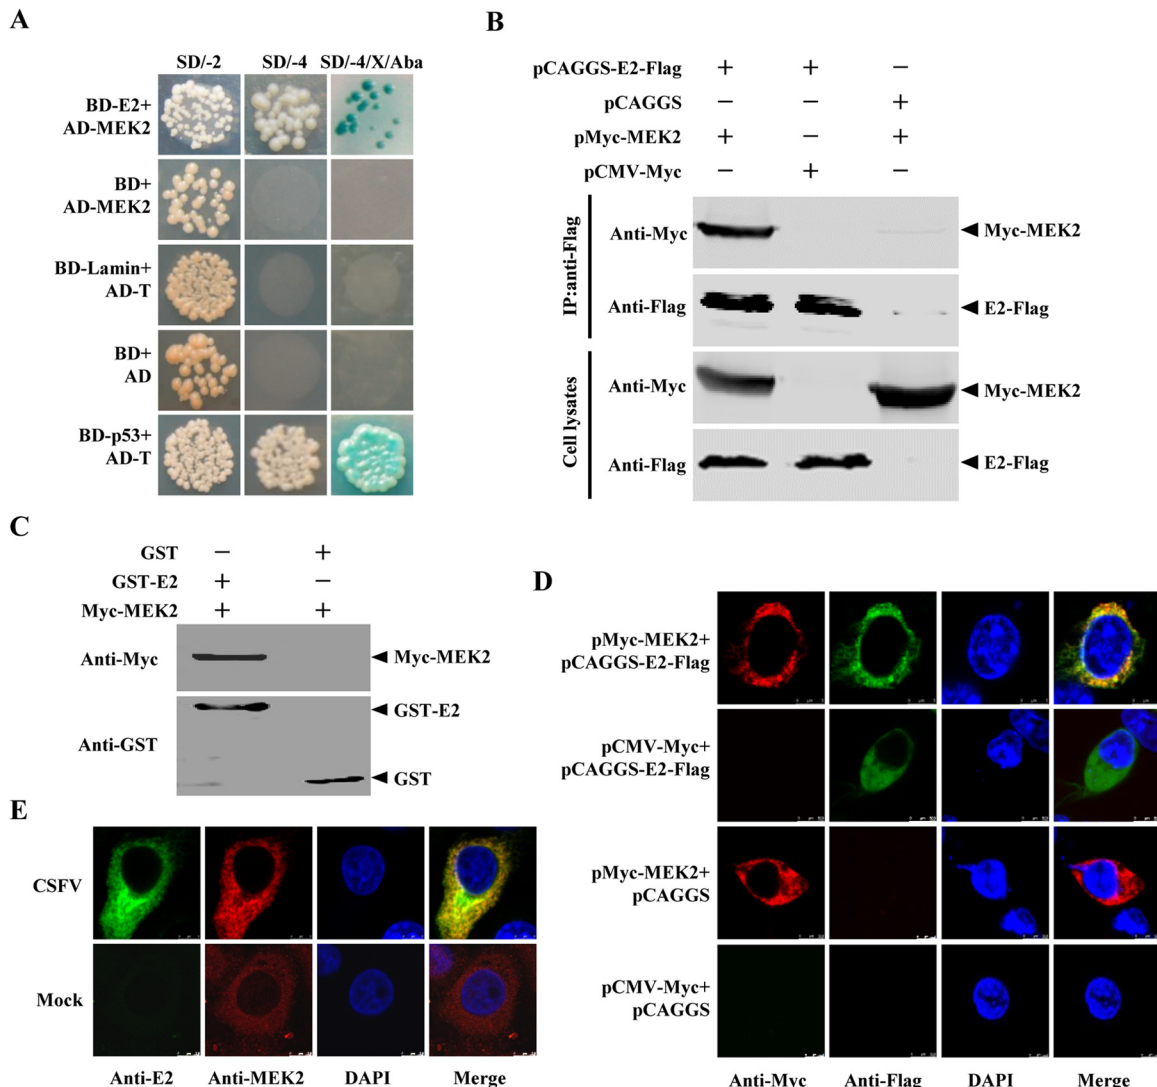 A
SD/-2 SD/-4 SD/-4/X/Aba
BD-E2+
AD-MEK2
BD+
AD-MEK2
BD-Lamin+
AD-T
BD+
AD
BD-p53+
AD-T
B
pCAGGS-E2-Flag + + −
pCAGGS − − +
pMyc-MEK2 + − +
pCMV-Myc − + −
IP:anti-Flag
Anti-Myc Myc-MEK2
Anti-Flag E2-Flag
Cell lysates
Anti-Myc Myc-MEK2
Anti-Flag E2-Flag
C
GST − +
GST-E2 + −
Myc-MEK2 + +
Anti-Myc Myc-MEK2
GST-E2
Anti-GST
GST
D
pMyc-MEK2+
pCAGGS-E2-Flag
pCMV-Myc+
pCAGGS-E2-Flag
pMyc-MEK2+
pCAGGS
pCMV-Myc+
pCAGGS
Anti-Myc Anti-Flag DAPI Merge
E
CSFV
Mock
Anti-E2 Anti-MEK2 DAPI Merge